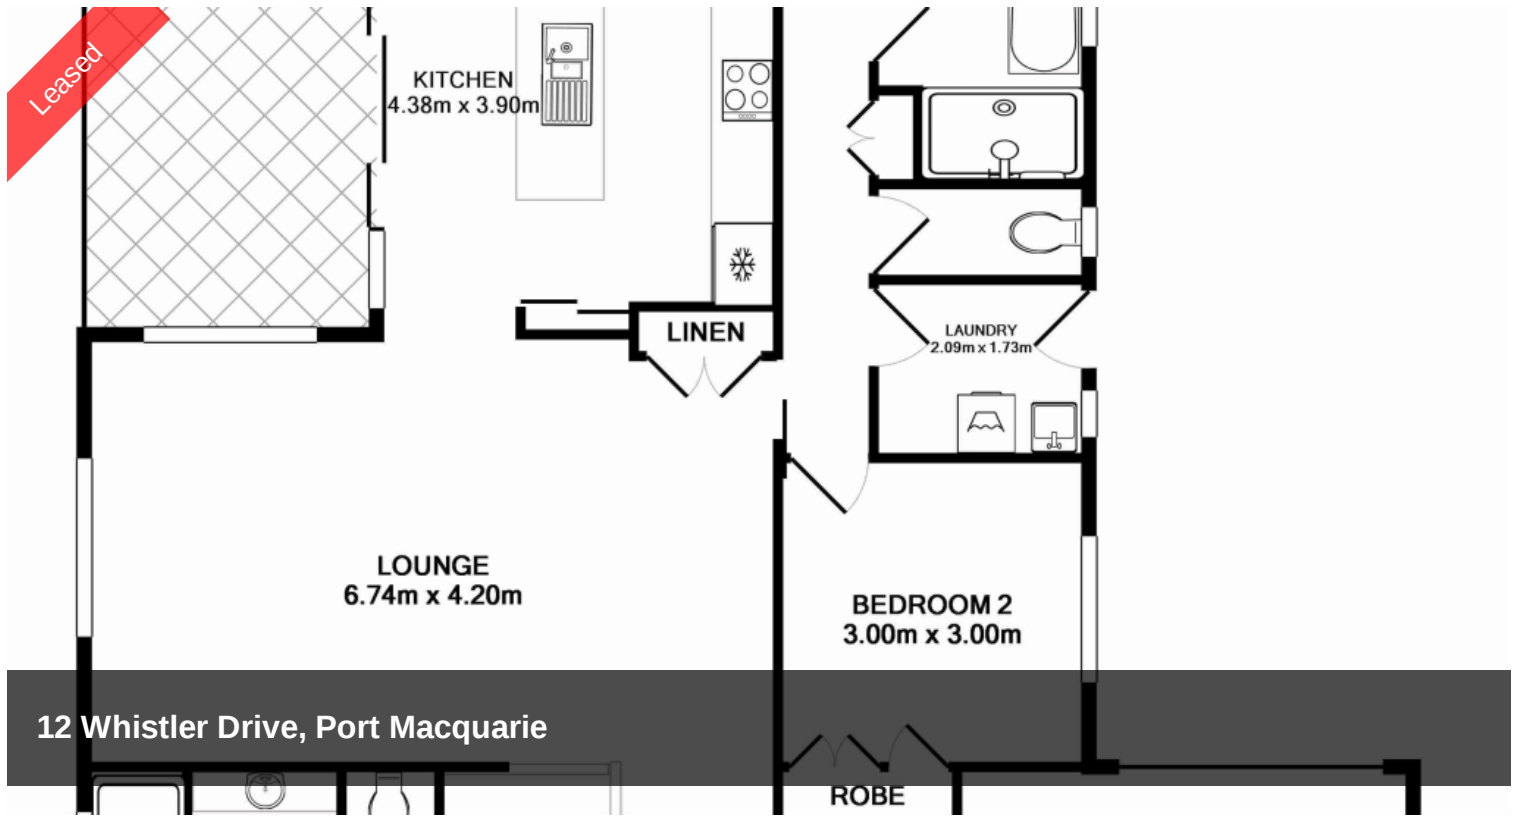 Leased
KITCHEN
4.38m x 3.90m
LINEN
LAUNDRY
2.09m x 1.73m
LOUNGE
6.74m x 4.20m
BEDROOM 2
3.00m x 3.00m
12 Whistler Drive, Port Macquarie
ROBE